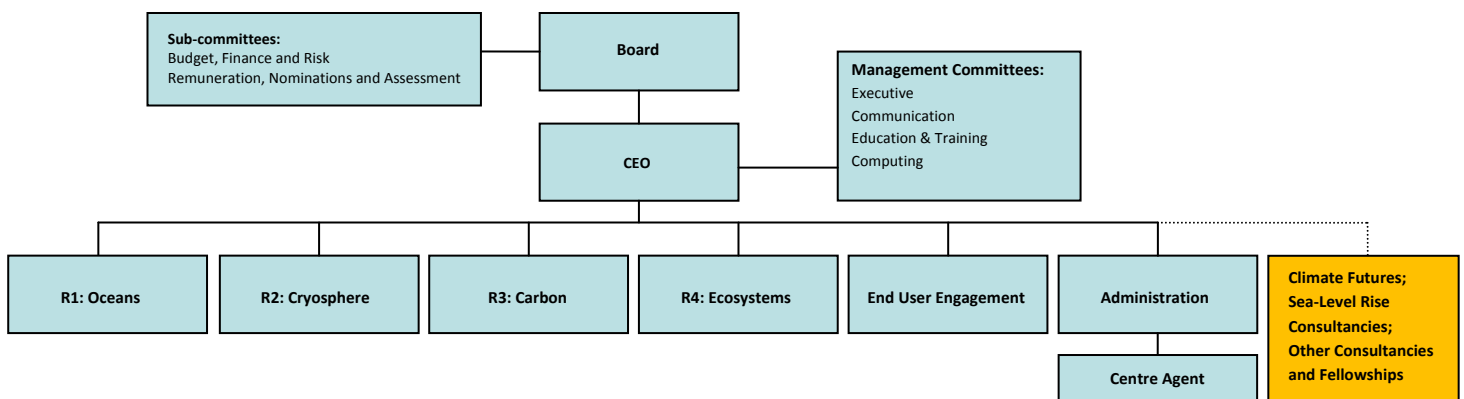 Sub-committees:
Budget, Finance and Risk
Remuneration, Nominations and Assessment
Board
Management Committees:
Executive
Communication
Education & Training
Computing
CEO
R1: Oceans
R2: Cryosphere
R3: Carbon
R4: Ecosystems
End User Engagement
Administration
Climate Futures;
Sea-Level Rise
Consultancies;
Other Consultancies
and Fellowships
Centre Agent